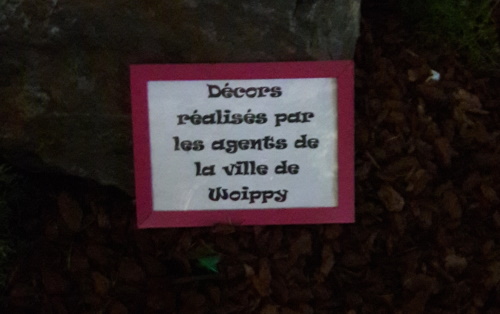 Décors
réalisés par
les agents de
la ville de
Woippy